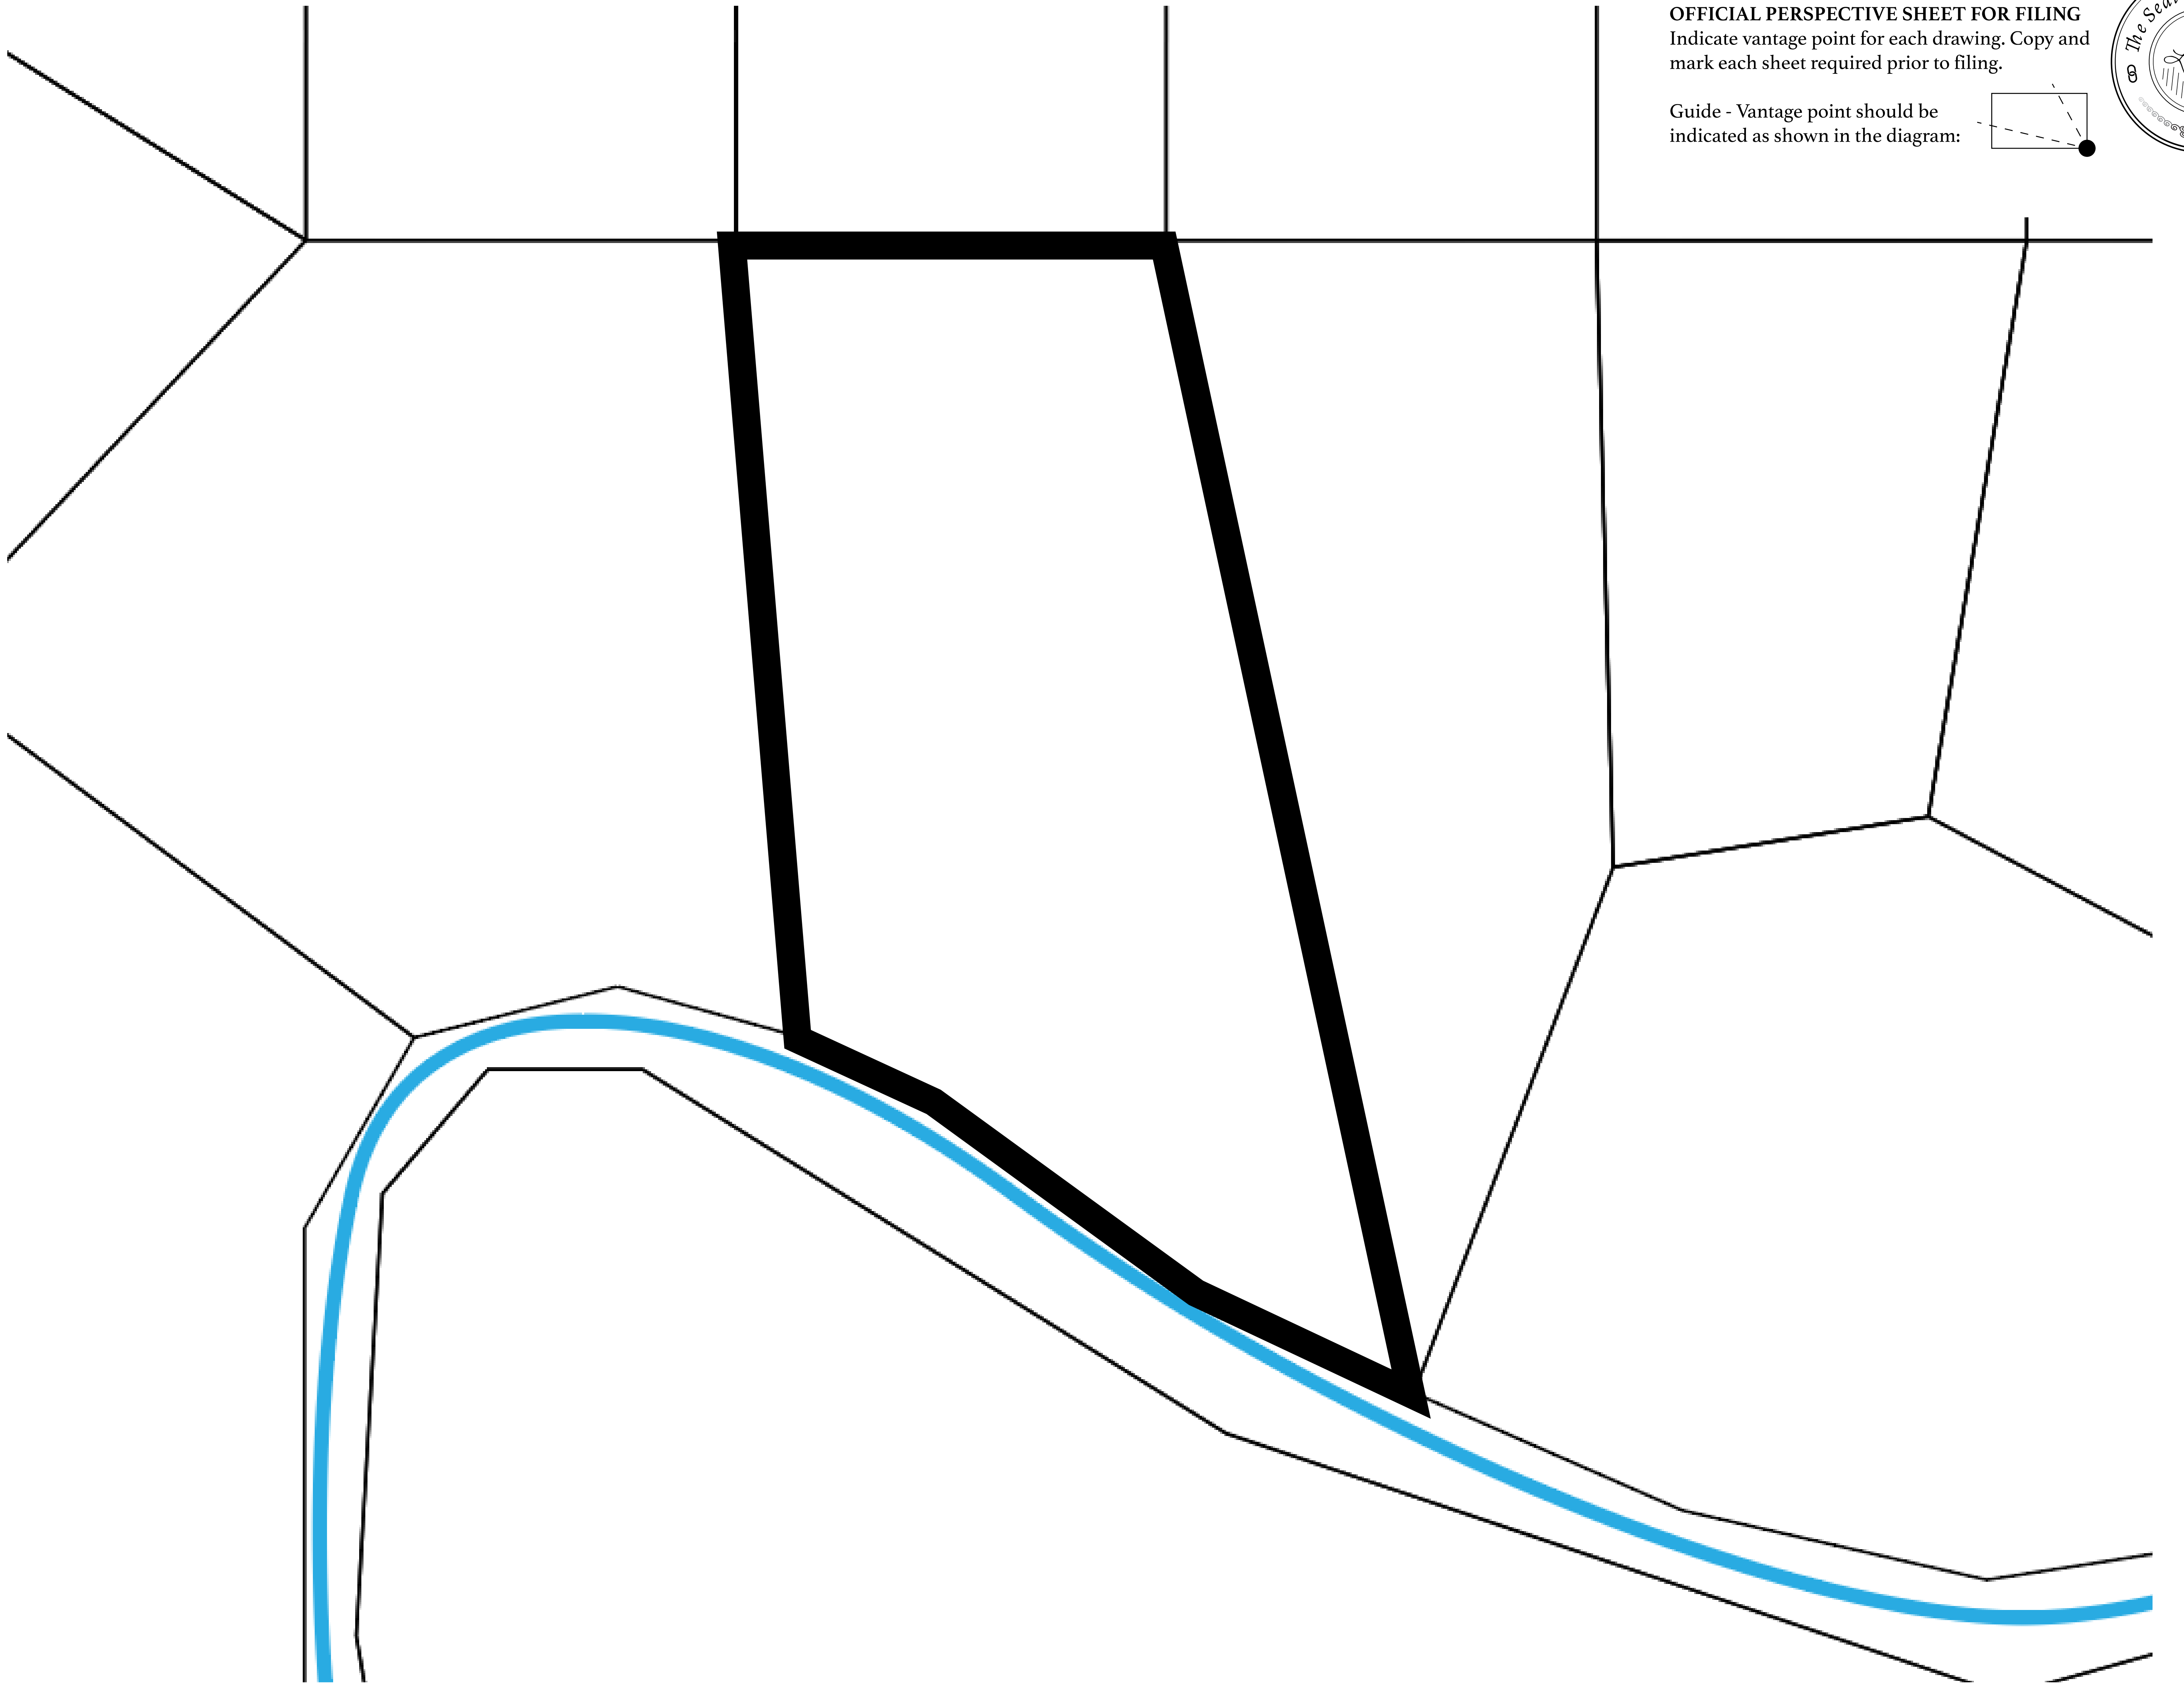 OFFICIAL PERSPECTIVE SHEET FOR FILING
Indicate vantage point for each drawing. Copy and
mark each sheet required prior to filing.
Guide - Vantage point should be
indicated as shown in the diagram:
The